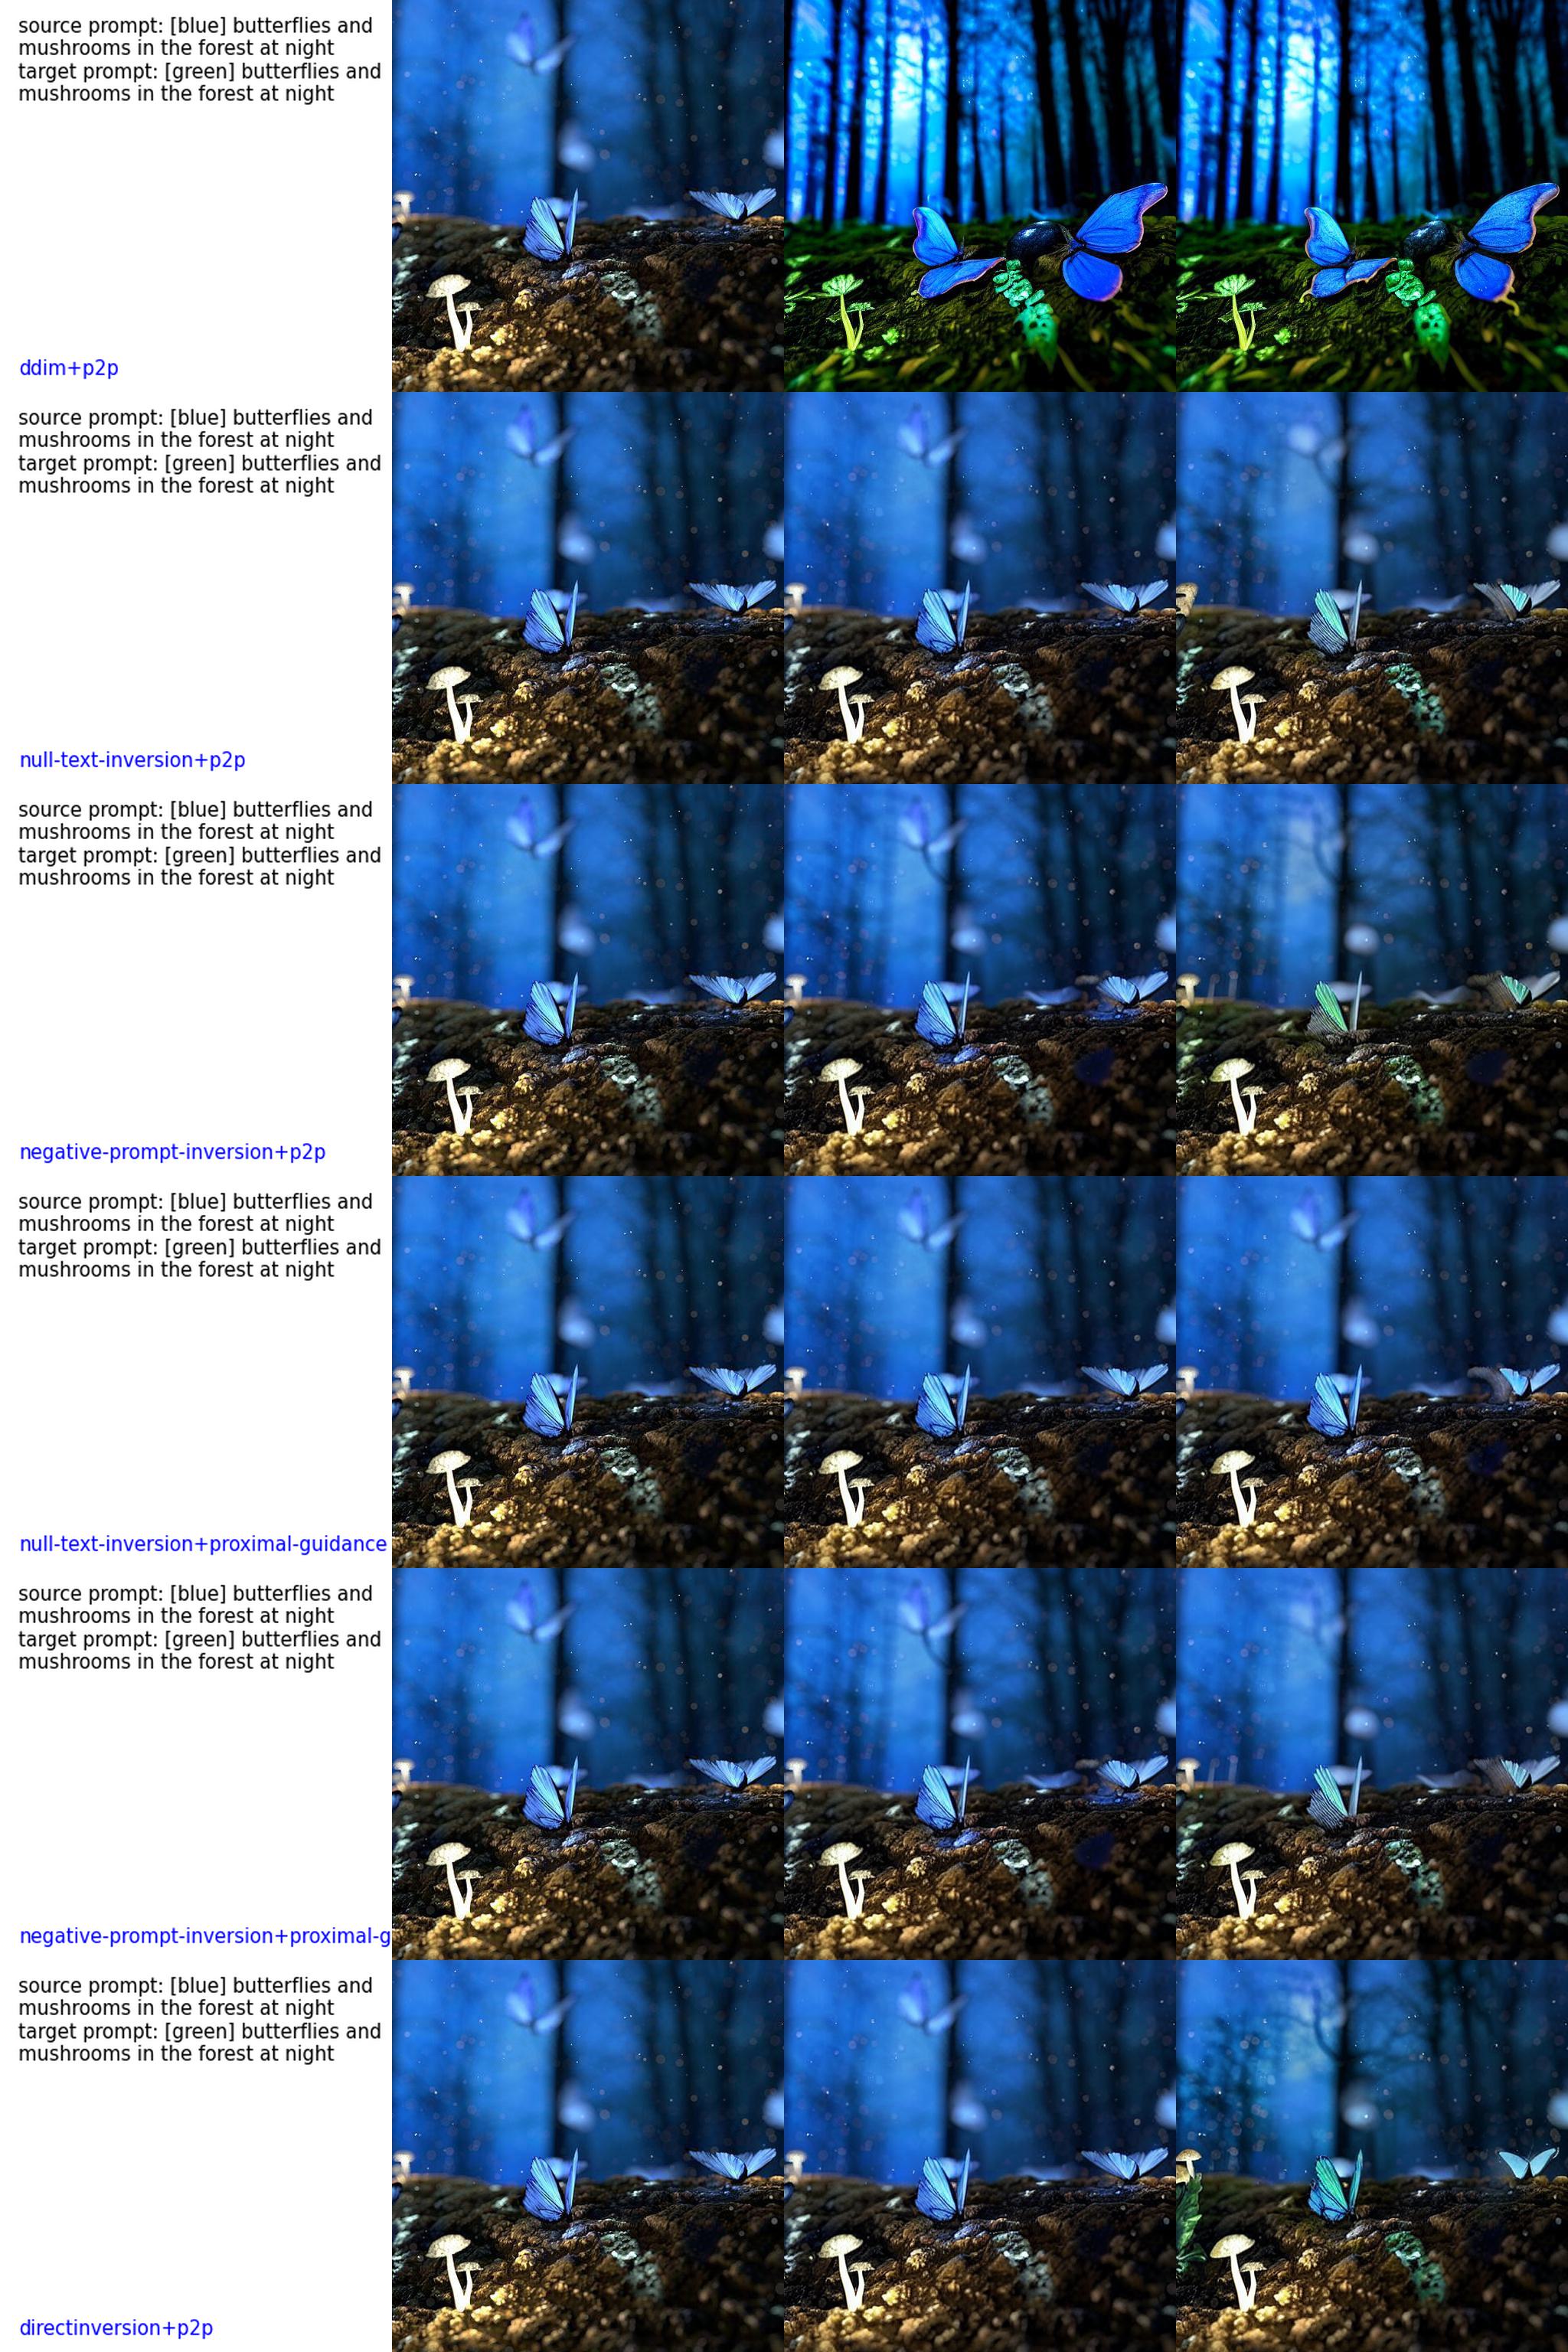 source prompt: [blue] butterflies and
mushrooms in the forest at night
target prompt: [green] butterflies and
mushrooms in the forest at night
ddim+p2p
source prompt: [blue] butterflies and
mushrooms in the forest at night
target prompt: [green] butterflies and
mushrooms in the forest at night
null-text-inversion+p2p
source prompt: [blue] butterflies and
mushrooms in the forest at night
target prompt: [green] butterflies and
mushrooms in the forest at night
negative-prompt-inversion+p2p
source prompt: [blue] butterflies and
mushrooms in the forest at night
target prompt: [green] butterflies and
mushrooms in the forest at night
null-text-inversion+proximal-guidance
source prompt: [blue] butterflies and
mushrooms in the forest at night
target prompt: [green] butterflies and
mushrooms in the forest at night
negative-prompt-inversion+proximal-g
source prompt: [blue] butterflies and
mushrooms in the forest at night
target prompt: [green] butterflies and
mushrooms in the forest at night
directinversion+p2p